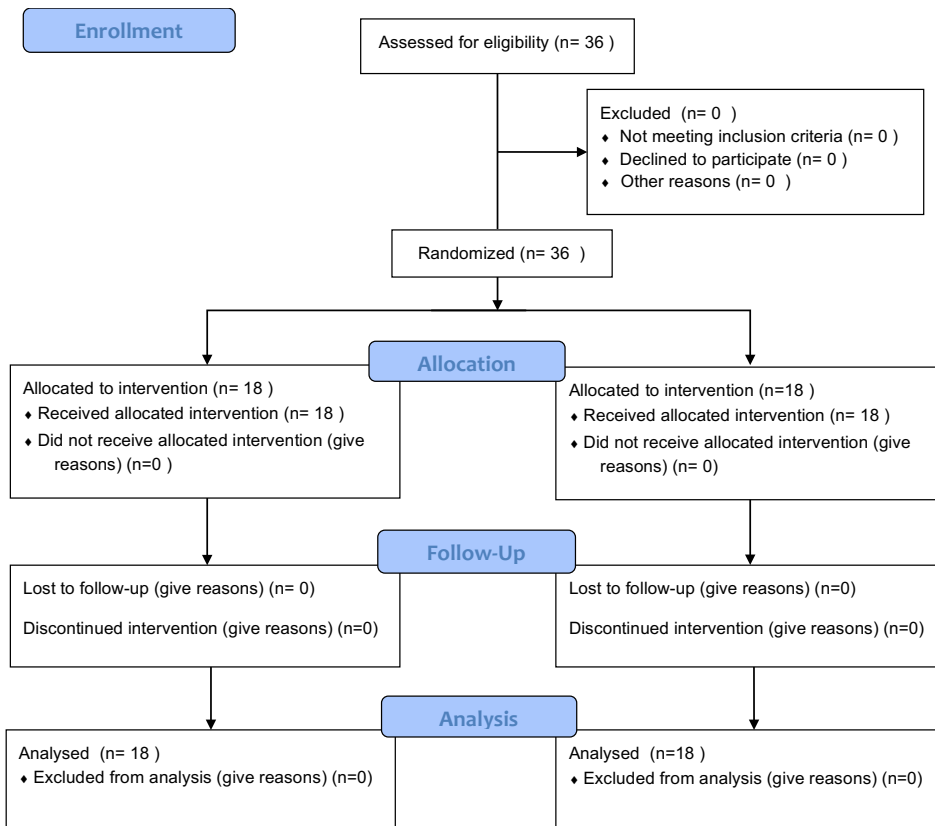 Enrollment
Assessed for eligibility (n= 36 )
Excluded (n= 0 )
♦ Not meeting inclusion criteria (n= 0 )
♦ Declined to participate (n= 0 )
♦ Other reasons (n= 0 )
Randomized (n= 36 )
Allocation
Allocated to intervention (n= 18 )
♦ Received allocated intervention (n= 18 )
♦ Did not receive allocated intervention (give
reasons) (n=0 )
Allocated to intervention (n=18 )
♦ Received allocated intervention (n= 18 )
♦ Did not receive allocated intervention (give
reasons) (n= 0)
Follow-Up
Lost to follow-up (give reasons) (n= 0)
Discontinued intervention (give reasons) (n=0)
Lost to follow-up (give reasons) (n=0)
Discontinued intervention (give reasons) (n=0)
Analysis
Analysed (n= 18 )
♦ Excluded from analysis (give reasons) (n=0)
Analysed (n=18 )
♦ Excluded from analysis (give reasons) (n=0)